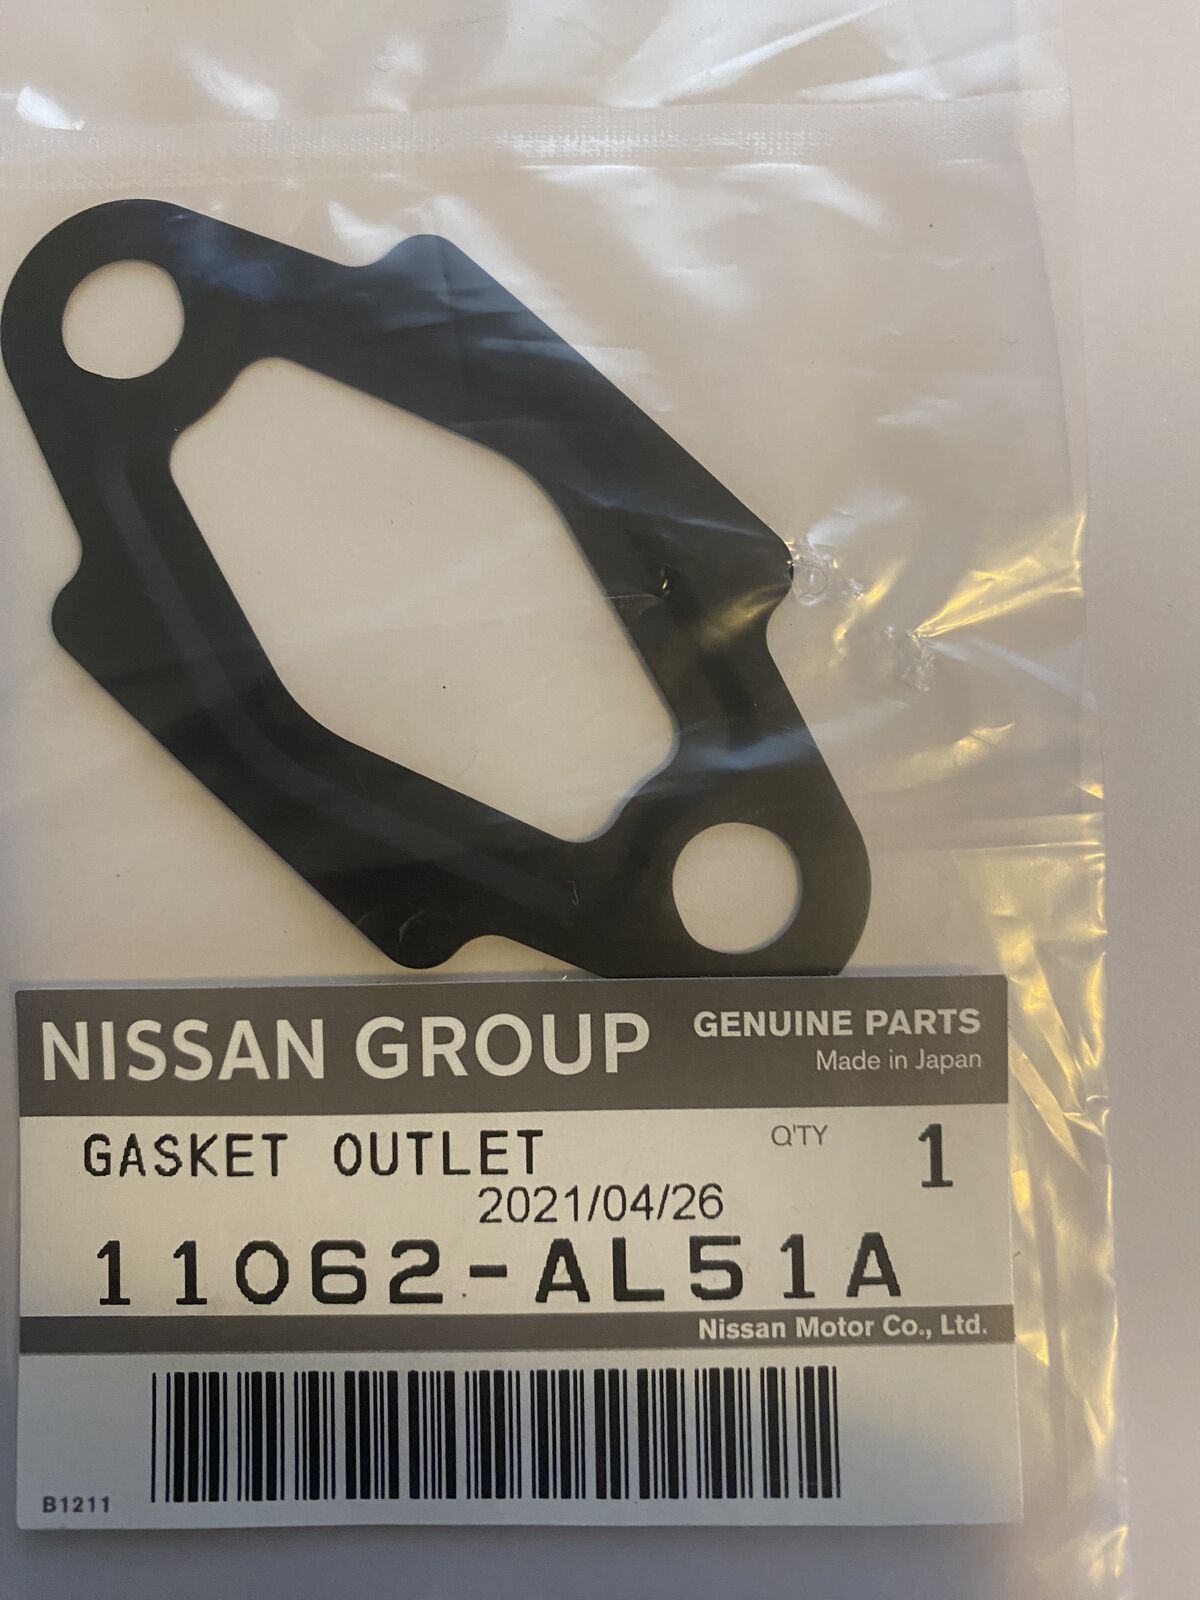 NISSAN GROUP
GENUINE PARTS
Made in Japan
GASKET OUTLET
Q'TY 1
2021/04/26
11062-AL51A
Nissan Motor Co., Ltd.
B1211